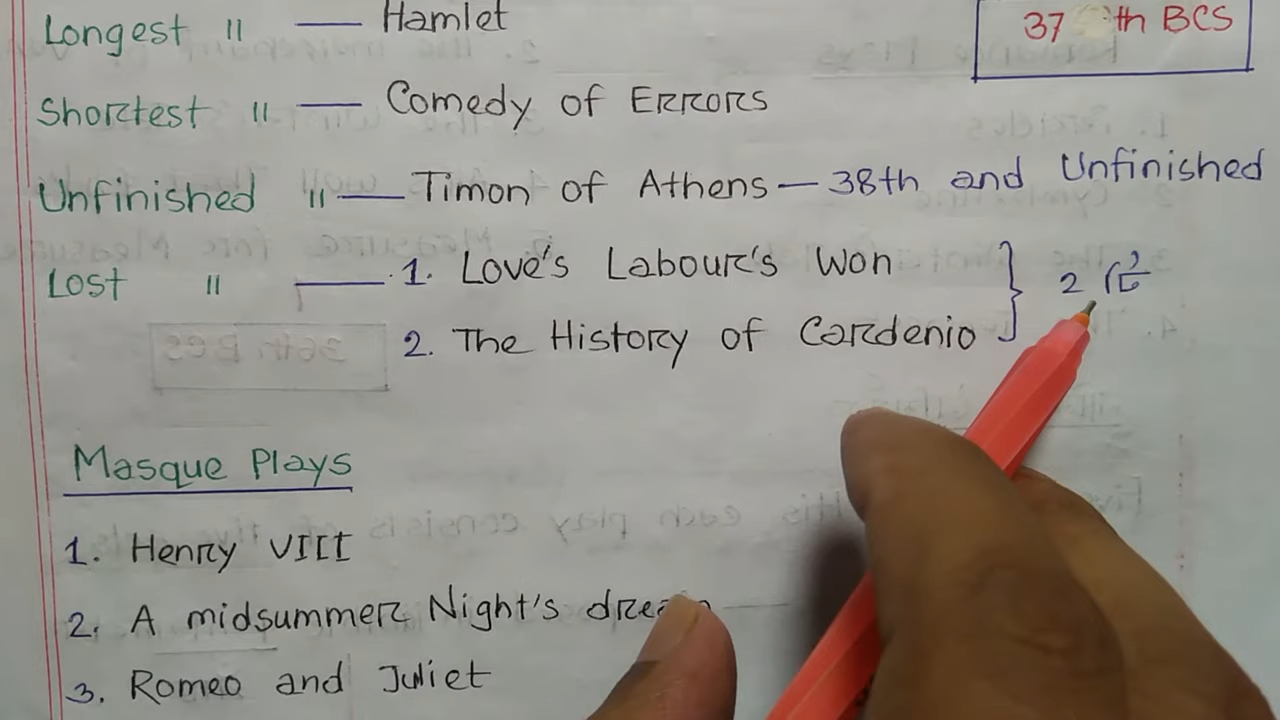 Longest " — Hamlet
37 th BCS
Shortest " — Comedy of Errors
Unfinished " — Timon of Athens — 38th and Unfinished
Lost " — 1. Love's Labour's Won
2. The History of Cardenio
} 2 টি
Masque Plays
1. Henry VIII
2. A midsummer Night's dream
3. Romeo and Juliet